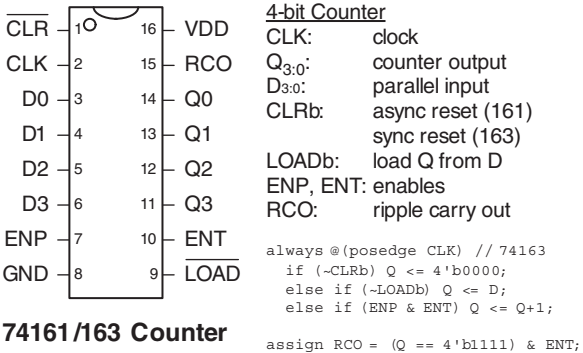 CLR 1 16 VDD
CLK 2 15 RCO
D0 3 14 Q0
D1 4 13 Q1
D2 5 12 Q2
D3 6 11 Q3
ENP 7 10 ENT
GND 8 9 LOAD
74161/163 Counter
4-bit Counter
CLK: clock
Q3:0: counter output
D3:0: parallel input
CLRb: async reset (161)
sync reset (163)
LOADb: load Q from D
ENP, ENT: enables
RCO: ripple carry out
always @(posedge CLK) // 74163
if (~CLRb) Q <= 4'b0000;
else if (~LOADb) Q <= D;
else if (ENP & ENT) Q <= Q+1;
assign RCO = (Q == 4'b1111) & ENT;